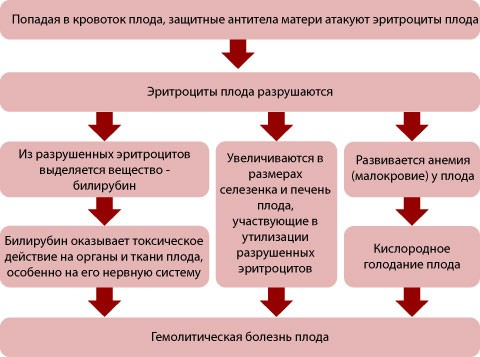 Попадая в кровоток плода, защитные антитела матери атакуют эритроциты плода
Эритроциты плода разрушаются
Из разрушенных эритроцитов
выделяется вещество -
билирубин
Билирубин оказывает токсическое
действие на органы и ткани плода,
особенно на его нервную систему
Увеличиваются в
размерах
селезенка и печень
плода,
участвующие в
утилизации
разрушенных
эритроцитов
Развивается анемия
(малокровие) у плода
Кислородное
голодание плода
Гемолитическая болезнь плода